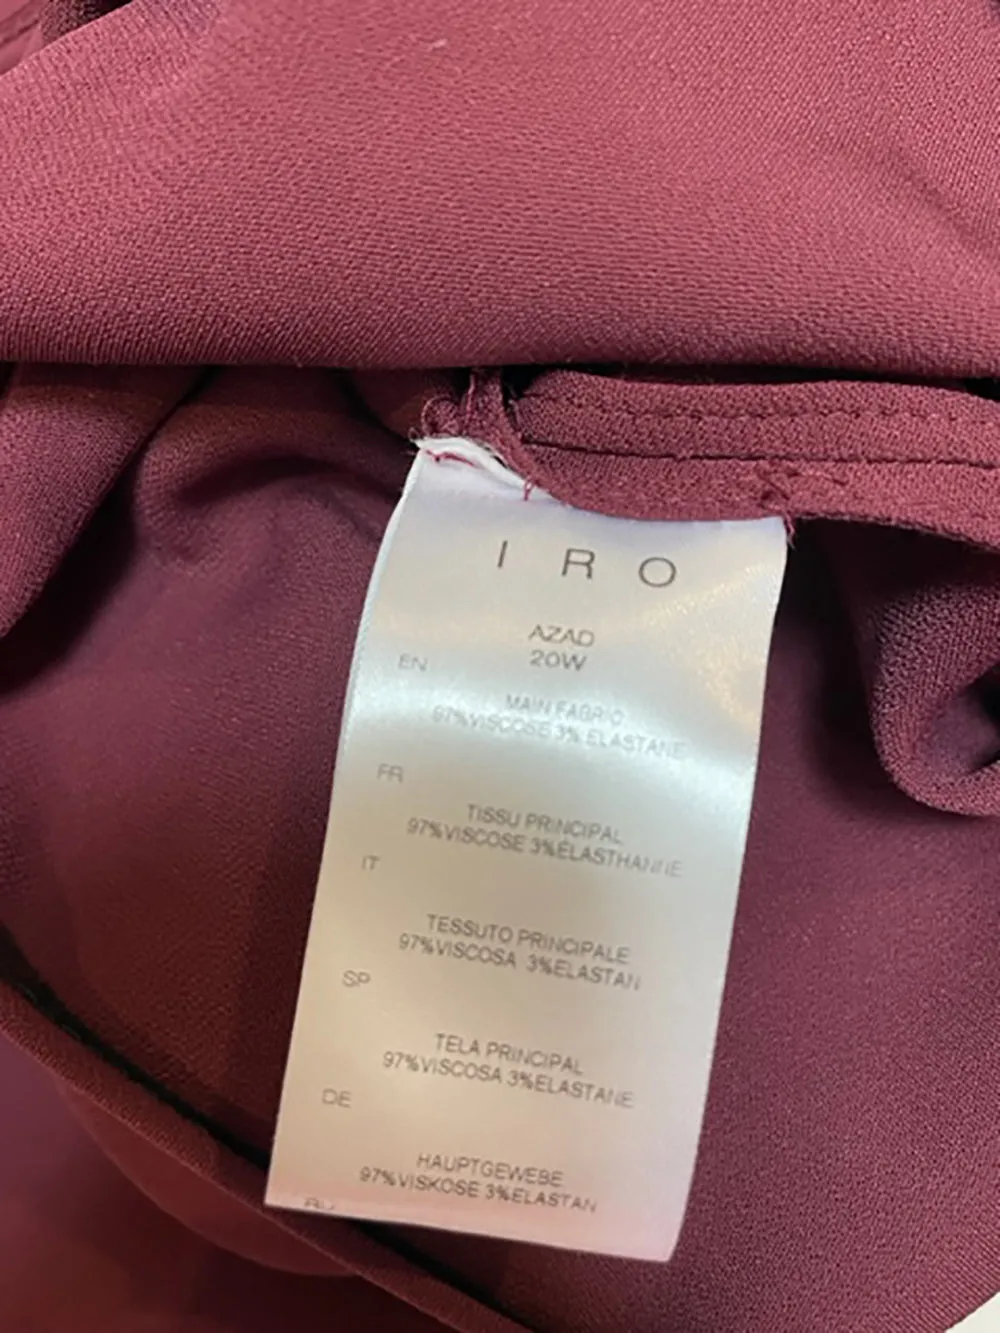 I R O
AZAD
20W
EN
MAIN FABRIC
97%VISCOSE 3% ELASTANE
FR
TISSU PRINCIPAL
97%VISCOSE 3%ÉLASTHANNE
IT
TESSUTO PRINCIPALE
97%VISCOSA 3%ELASTAN
SP
TELA PRINCIPAL
97%VISCOSA 3%ELASTANE
DE
HAUPTGEWEBE
97%VISKOSE 3%ELASTAN
RU